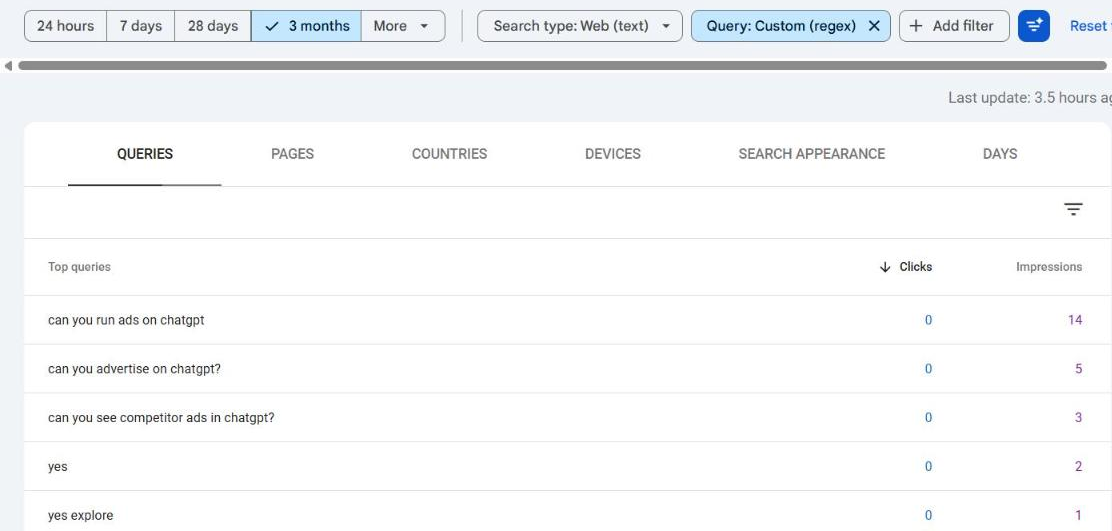 24 hours 7 days 28 days 3 months More Search type: Web (text) Query: Custom (regex) Add filter Reset
Last update: 3.5 hours
QUERIES PAGES COUNTRIES DEVICES SEARCH APPEARANCE DAYS
Top queries Clicks Impressions
can you run ads on chatgpt 0 14
can you advertise on chatgpt? 0 5
can you see competitor ads in chatgpt? 0 3
yes 0 2
yes explore 0 1